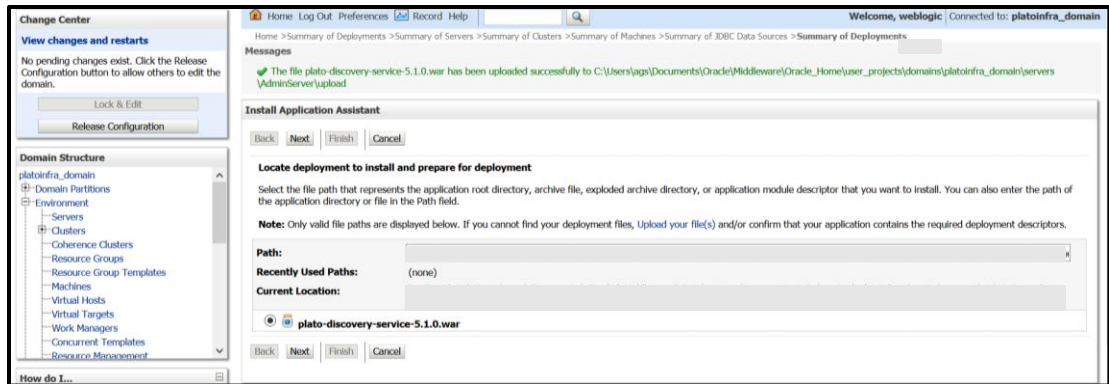 Change Center
View changes and restarts
No pending changes exist. Click the Release
Configuration button to allow others to edit the
domain.
Lock & Edit
Release Configuration
Domain Structure
platoinfra_domain
Domain Partitions
Environment
Servers
Clusters
Coherence Clusters
Resource Groups
Resource Group Templates
Machines
Virtual Hosts
Virtual Targets
Work Managers
Concurrent Templates
Resource Management
How do I...
Home Log Out Preferences Record Help
Welcome, weblogic Connected to: platoinfra_domain
Home >Summary of Deployments >Summary of Servers >Summary of Clusters >Summary of Machines >Summary of JDBC Data Sources >Summary of Deployments
Messages
The file plato-discovery-service-5.1.0.war has been uploaded successfully to C:\Users\ags\Documents\Oracle\Middleware\Oracle_Home\user_projects\domains\platoinfra_domain\servers
\AdminServer\upload
Install Application Assistant
Back Next Finish Cancel
Locate deployment to install and prepare for deployment
Select the file path that represents the application root directory, archive file, exploded archive directory, or application module descriptor that you want to install. You can also enter the path of
the application directory or file in the Path field.
Note: Only valid file paths are displayed below. If you cannot find your deployment files, Upload your file(s) and/or confirm that your application contains the required deployment descriptors.
Path:
Recently Used Paths: (none)
Current Location:
plato-discovery-service-5.1.0.war
Back Next Finish Cancel